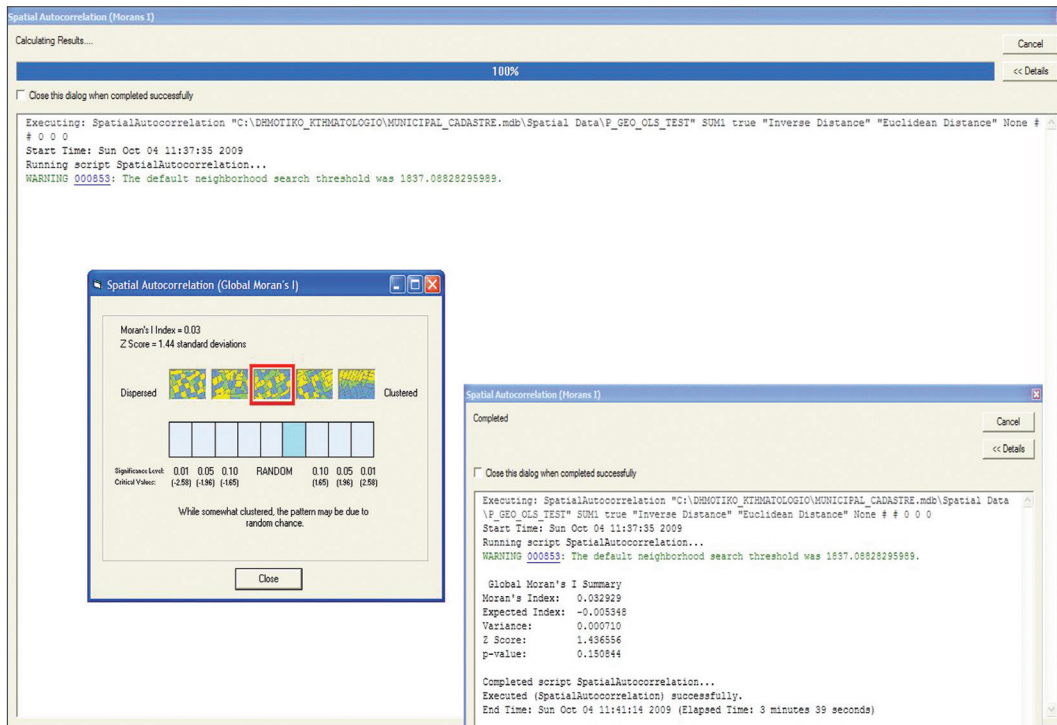 Spatial Autocorrelation (Morans I)
Calculating Results....
Cancel
100%
<< Details
Close this dialog when completed successfully
Executing: SpatialAutocorrelation "C:\DHMOTIKO_KTHMATOLOGIO\MUNICIPAL_CADASTRE.mdb\Spatial Data\P_GEO_OLS_TEST" SUM1 true "Inverse Distance" "Euclidean Distance" None #
# 0 0 0
Start Time: Sun Oct 04 11:37:35 2009
Running script SpatialAutocorrelation...
WARNING 000853: The default neighborhood search threshold was 1837.08828295989.
Spatial Autocorrelation (Global Moran's I)
Moran's I Index = 0.03
Z Score = 1.44 standard deviations
Dispersed
Clustered
Significance Level: 0.01 0.05 0.10 RANDOM 0.10 0.05 0.01
Critical Values: (-2.58) (-1.96) (-1.65) (1.65) (1.96) (2.58)
While somewhat clustered, the pattern may be due to
random chance.
Close
Spatial Autocorrelation (Morans I)
Completed
Cancel
<< Details
Close this dialog when completed successfully
Executing: SpatialAutocorrelation "C:\DHMOTIKO_KTHMATOLOGIO\MUNICIPAL_CADASTRE.mdb\Spatial Data
\P_GEO_OLS_TEST" SUM1 true "Inverse Distance" "Euclidean Distance" None # # 0 0 0
Start Time: Sun Oct 04 11:37:35 2009
Running script SpatialAutocorrelation...
WARNING 000853: The default neighborhood search threshold was 1837.08828295989.
Global Moran's I Summary
Moran's Index: 0.032929
Expected Index: -0.005348
Variance: 0.000710
Z Score: 1.436556
p-value: 0.150844
Completed script SpatialAutocorrelation...
Executed (SpatialAutocorrelation) successfully.
End Time: Sun Oct 04 11:41:14 2009 (Elapsed Time: 3 minutes 39 seconds)